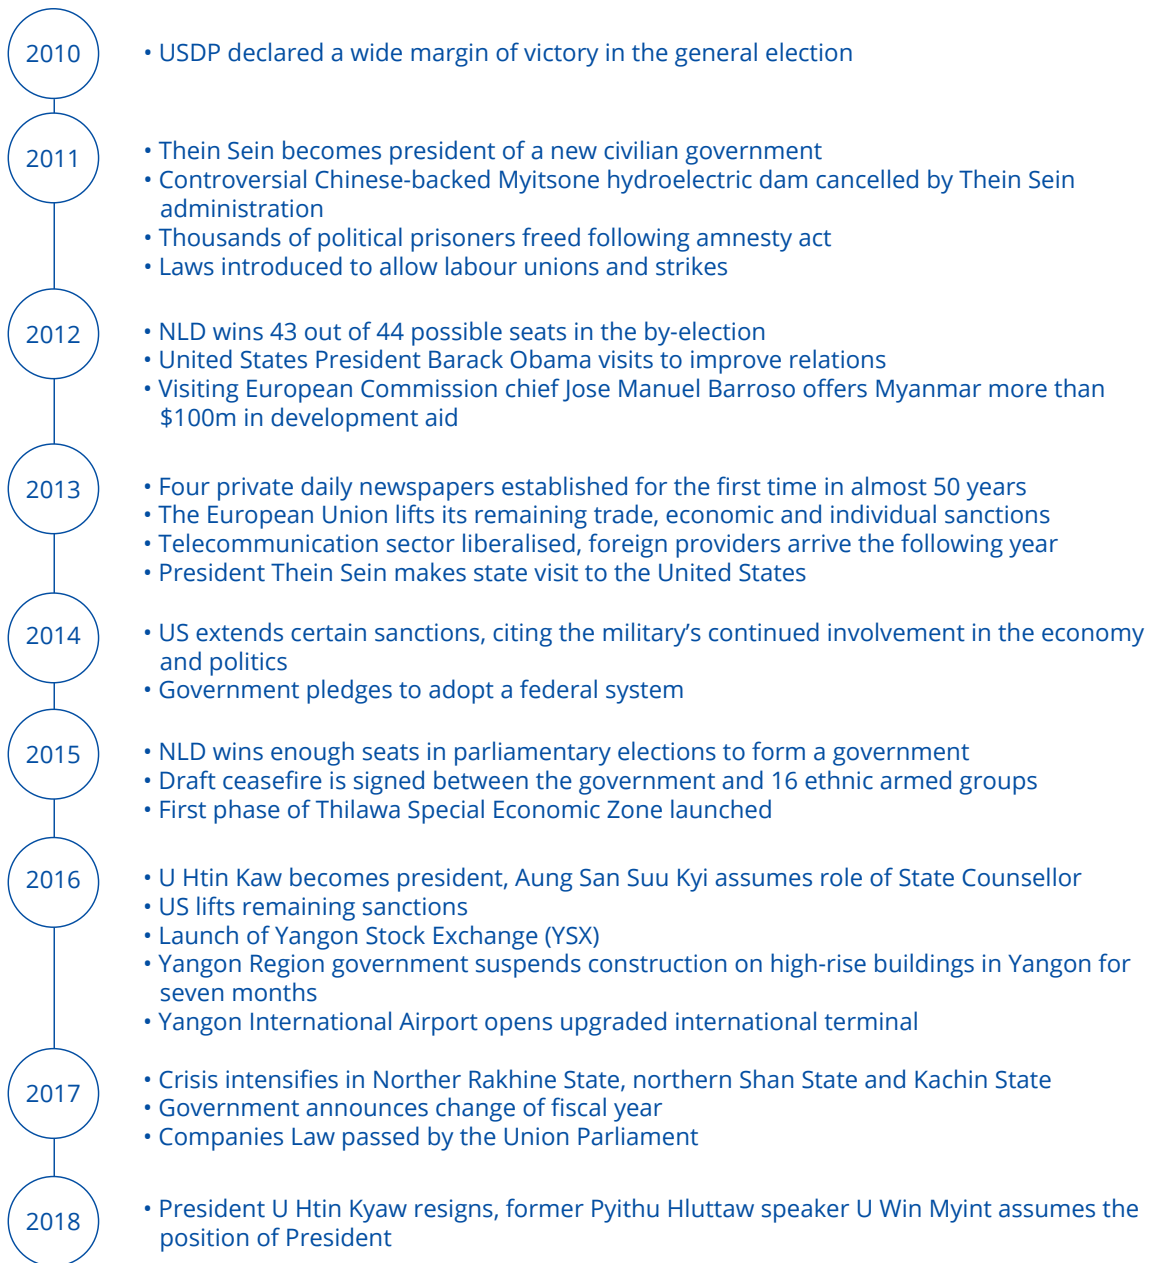 2010
• USDP declared a wide margin of victory in the general election
2011
• Thein Sein becomes president of a new civilian government
• Controversial Chinese-backed Myitsone hydroelectric dam cancelled by Thein Sein
administration
• Thousands of political prisoners freed following amnesty act
• Laws introduced to allow labour unions and strikes
2012
• NLD wins 43 out of 44 possible seats in the by-election
• United States President Barack Obama visits to improve relations
• Visiting European Commission chief Jose Manuel Barroso offers Myanmar more than
$100m in development aid
2013
• Four private daily newspapers established for the first time in almost 50 years
• The European Union lifts its remaining trade, economic and individual sanctions
• Telecommunication sector liberalised, foreign providers arrive the following year
• President Thein Sein makes state visit to the United States
2014
• US extends certain sanctions, citing the military’s continued involvement in the economy
and politics
• Government pledges to adopt a federal system
2015
• NLD wins enough seats in parliamentary elections to form a government
• Draft ceasefire is signed between the government and 16 ethnic armed groups
• First phase of Thilawa Special Economic Zone launched
2016
• U Htin Kaw becomes president, Aung San Suu Kyi assumes role of State Counsellor
• US lifts remaining sanctions
• Launch of Yangon Stock Exchange (YSX)
• Yangon Region government suspends construction on high-rise buildings in Yangon for
seven months
• Yangon International Airport opens upgraded international terminal
2017
• Crisis intensifies in Norther Rakhine State, northern Shan State and Kachin State
• Government announces change of fiscal year
• Companies Law passed by the Union Parliament
2018
• President U Htin Kyaw resigns, former Pyithu Hluttaw speaker U Win Myint assumes the
position of President